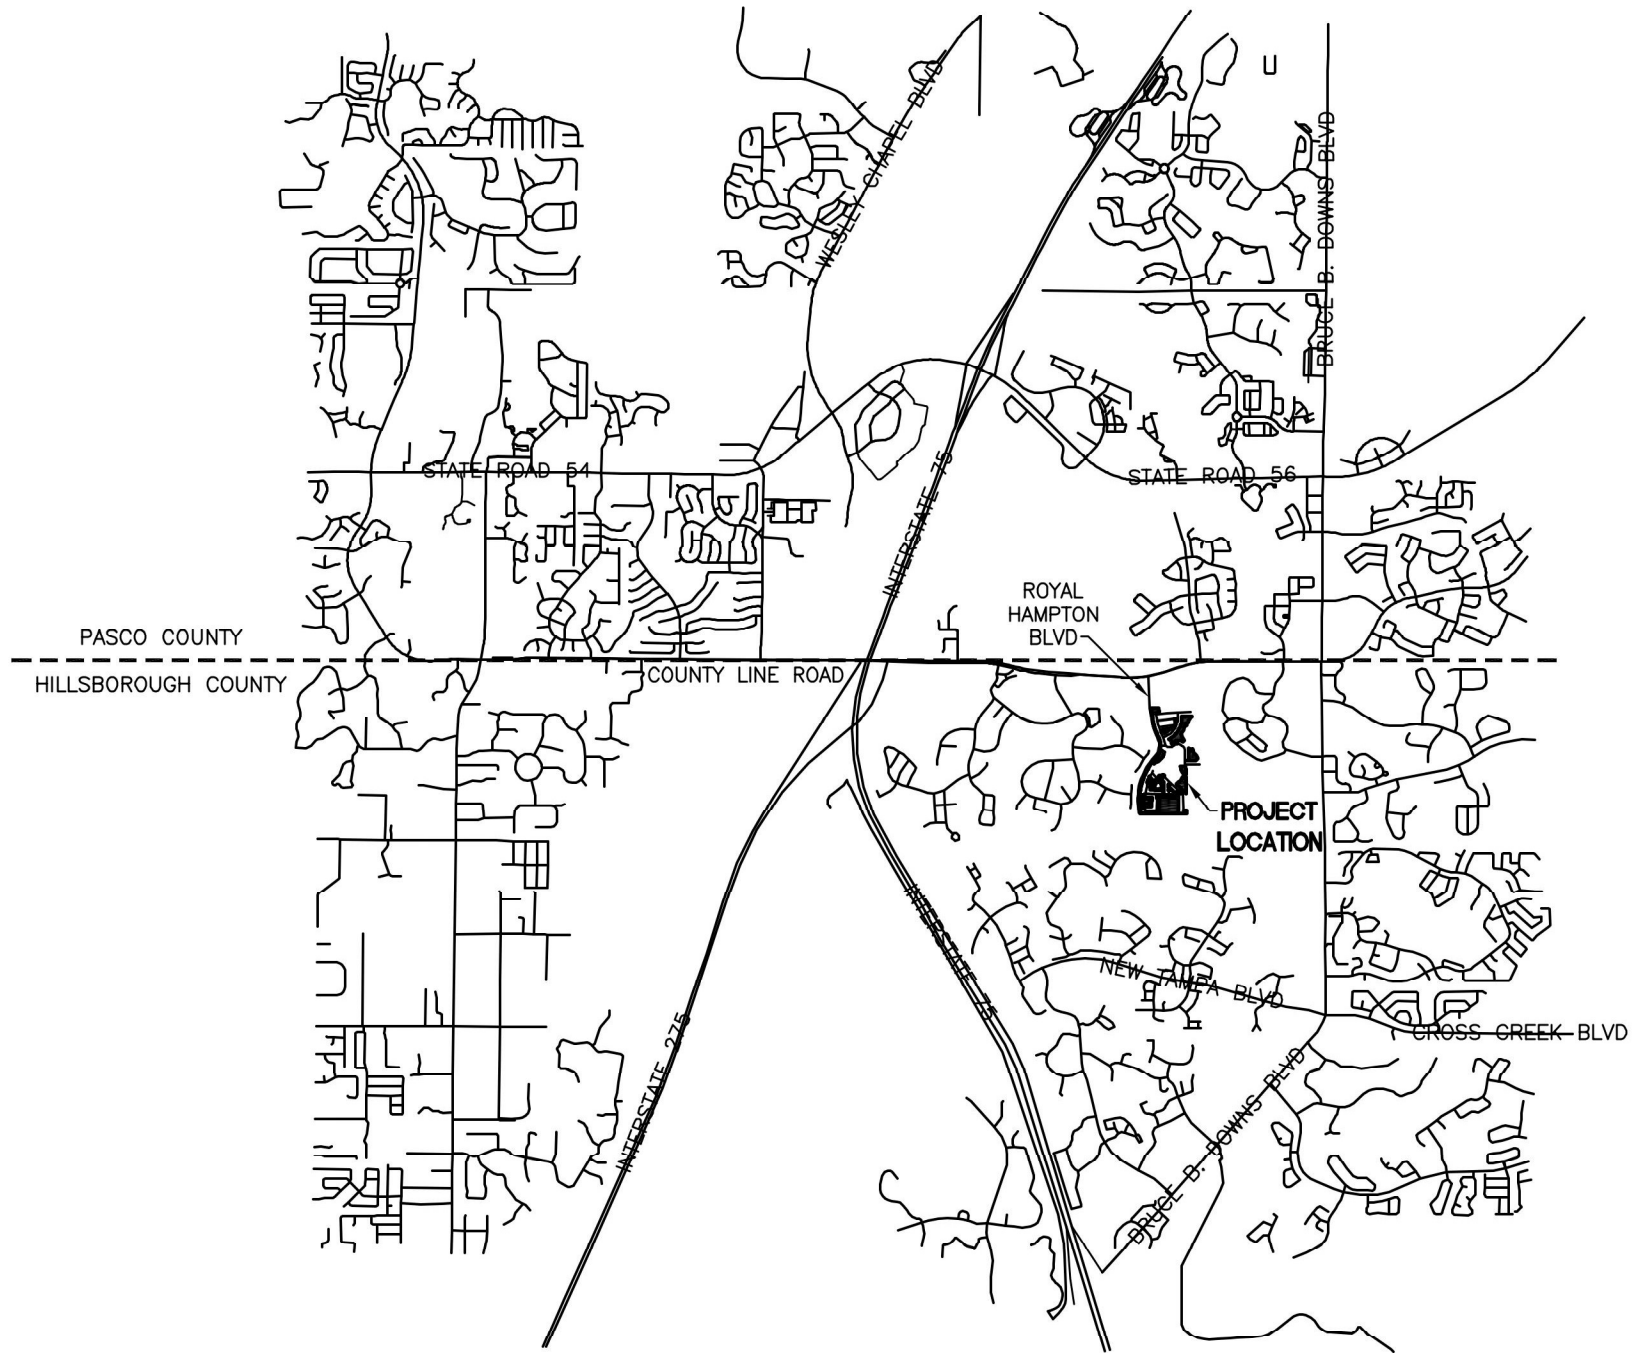 WESLEY CHAPEL BLVD
BRUCE B. DOWNS BLVD
STATE ROAD 54
STATE ROAD 56
INTERSTATE 75
ROYAL
HAMPTON
BLVD
PASCO COUNTY
HILLSBOROUGH COUNTY
COUNTY LINE ROAD
PROJECT
LOCATION
INTERSTATE 75
NEW TAMPA BLVD
CROSS CREEK BLVD
INTERSTATE 275
BRUCE B. DOWNS BLVD